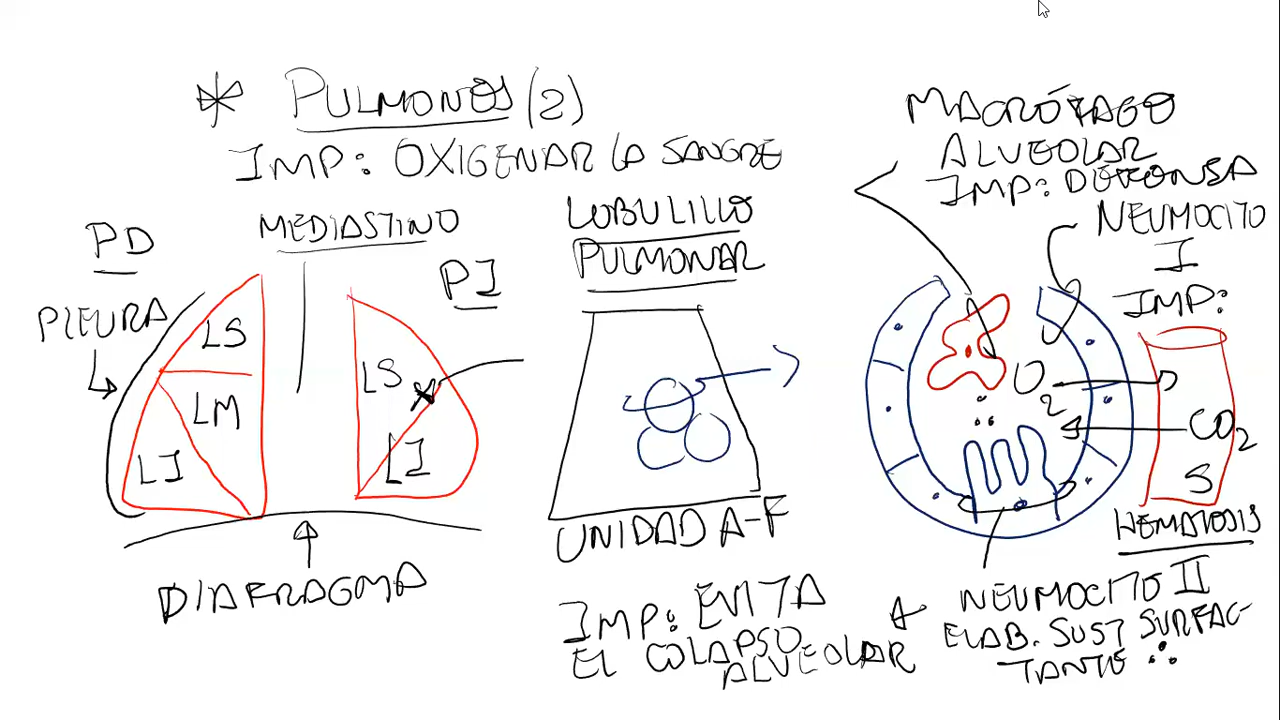 * PULMONOS (2)
IMP: OXIGENAR LA SANGRE
MEDIASTINO
PD
PI
PLEURA
LS
LM
LI
LS
LI
DIAFRAGMA
LOBULILLO
PULMONAR
UNIDAD A-F
IMP: EVITA
EL COLAPSO
ALVEOLAR
MACRÓFAGO
ALVEOLAR
IMP: DEFENSA
NEUMOCITO
I
IMP:
O2
CO2
S
HEMATOSIS
NEUMOCITO II
ELAB. SUST SURFAC-
TANTE